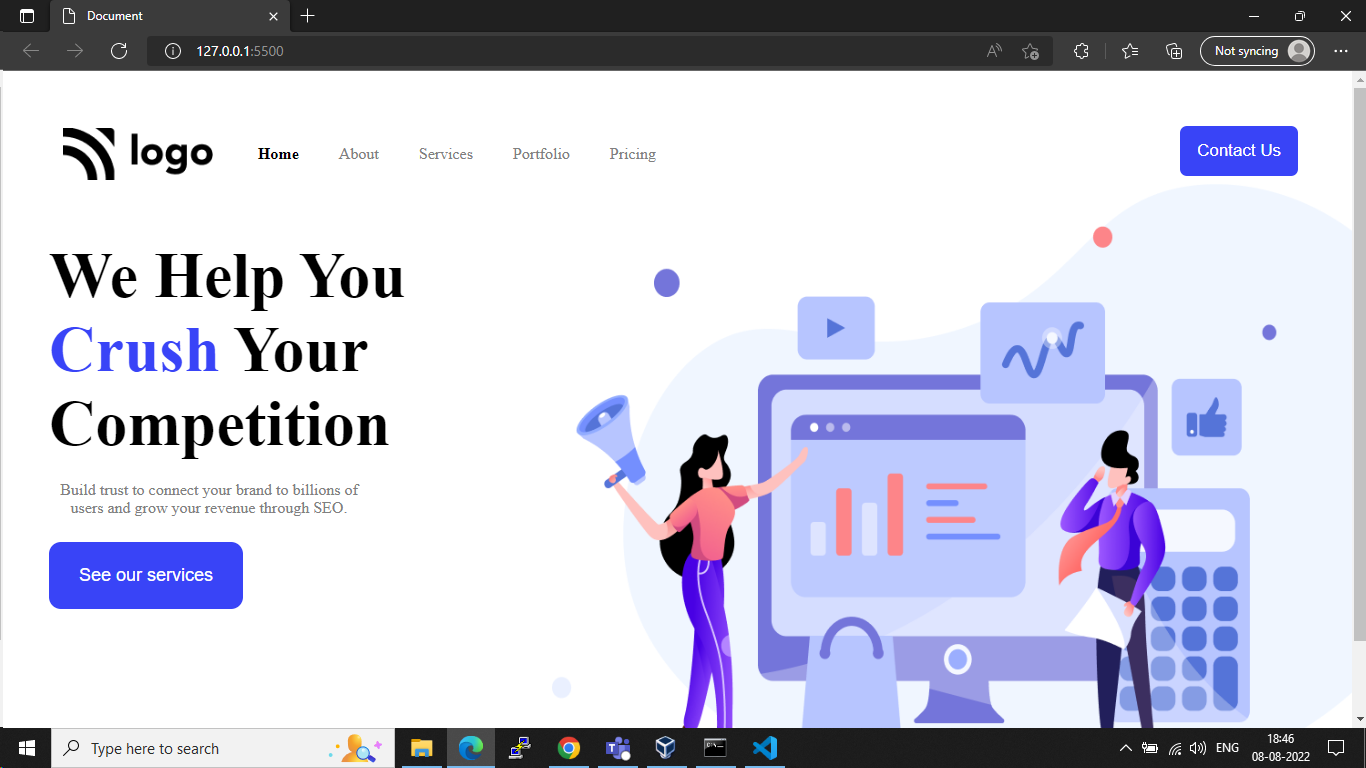 Document
127.0.0.1:5500
Not syncing
logo
Home About Services Portfolio Pricing
Contact Us
We Help You
Crush Your
Competition
Build trust to connect your brand to billions of
users and grow your revenue through SEO.
See our services
Type here to search
ENG
18:46
08-08-2022